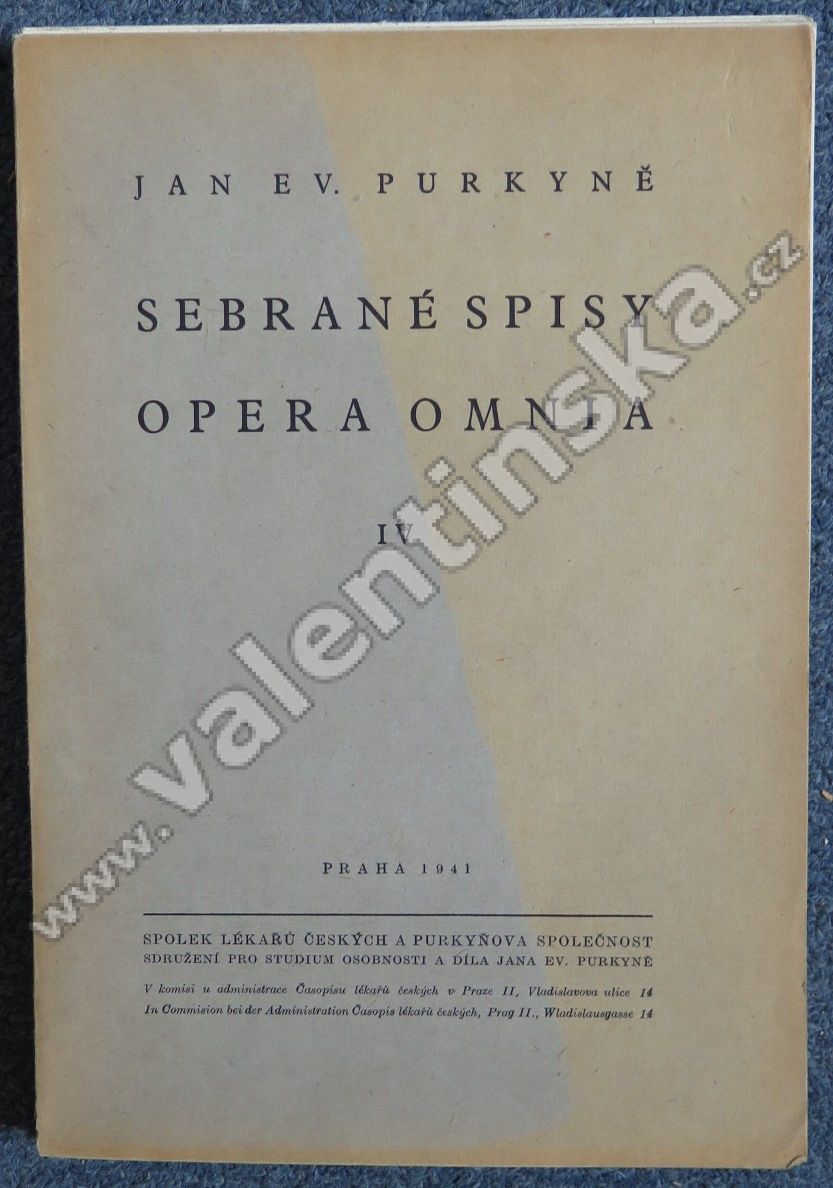 JAN EV. PURKYNĚ
SEBRANÉ SPISY
OPERA OMNIA
IV
PRAHA 1941
SPOLEK LÉKAŘŮ ČESKÝCH A PURKYŇOVA SPOLEČNOST
SDRUŽENÍ PRO STUDIUM OSOBNOSTI A DÍLA JANA EV. PURKYNĚ
V komisi u administrace Časopisu lékařů českých v Praze II, Vladislavova ulice 14
In Commision bei der Administration Časopis lékařů českých, Prag II., Wladislausgasse 14
www.valentinska.cz